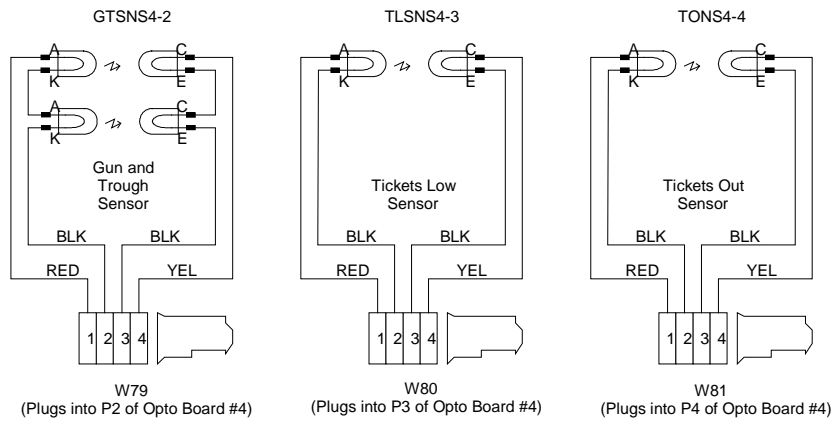 GTSNS4-2
A C
K E
A C
K E
Gun and
Trough
Sensor
BLK BLK
RED YEL
1 2 3 4
W79
(Plugs into P2 of Opto Board #4)
TLSNS4-3
A C
K E
Tickets Low
Sensor
BLK BLK
RED YEL
1 2 3 4
W80
(Plugs into P3 of Opto Board #4)
TONS4-4
A C
K E
Tickets Out
Sensor
BLK BLK
RED YEL
1 2 3 4
W81
(Plugs into P4 of Opto Board #4)